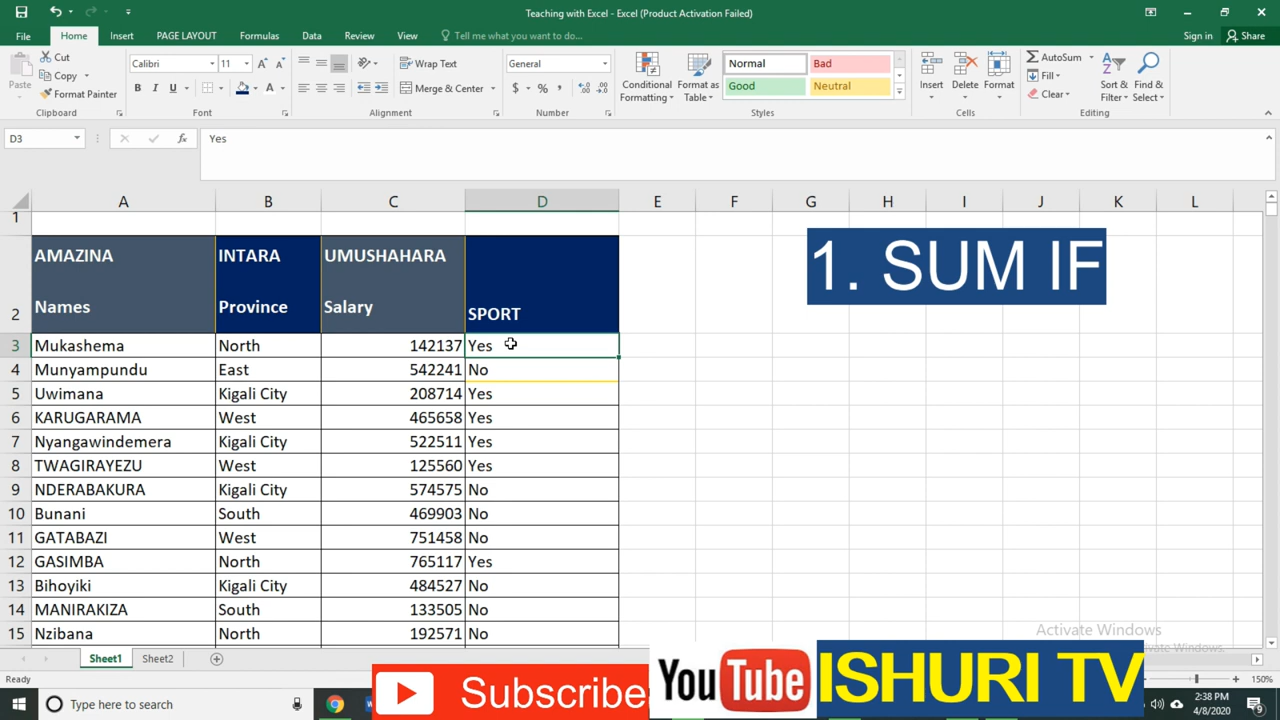 Teaching with Excel - Excel (Product Activation Failed)
File Home Insert PAGE LAYOUT Formulas Data Review View Tell me what you want to do... Sign in Share
Paste Cut Copy Format Painter
Calibri 11 A A B I U A
Wrap Text Merge & Center
General $ %
Conditional Formatting Format as Table
Normal Bad Good Neutral
Insert Delete Format
AutoSum Fill Clear Sort & Filter Find & Select
Clipboard Font Alignment Number Styles Cells Editing
D3 fx Yes
A B C D E F G H I J K L
1
2 AMAZINA INTARA UMUSHAHARA
Names Province Salary SPORT
1. SUM IF
3 Mukashema North 142137 Yes
4 Munyampundu East 542241 No
5 Uwimana Kigali City 208714 Yes
6 KARUGARAMA West 465658 Yes
7 Nyangawindemera Kigali City 522511 Yes
8 TWAGIRAYEZU West 125560 Yes
9 NDERABAKURA Kigali City 574575 No
10 Bunani South 469903 No
11 GATABAZI West 751458 No
12 GASIMBA North 765117 Yes
13 Bihoyiki Kigali City 484527 No
14 MANIRAKIZA South 133505 No
15 Nzibana North 192571 No
Activate Windows
Sheet1 Sheet2
Ready 150%
Subscribe
YouTube
ISHURI TV
Type here to search
2:38 PM
4/8/2020